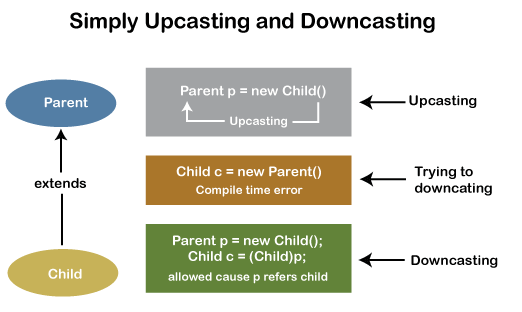 Simply Upcasting and Downcasting
Parent
extends
Child
Parent p = new Child()
Upcasting
Upcasting
Child c = new Parent()
Compile time error
Trying to
downcating
Parent p = new Child();
Child c = (Child)p;
allowed cause p refers child
Downcasting